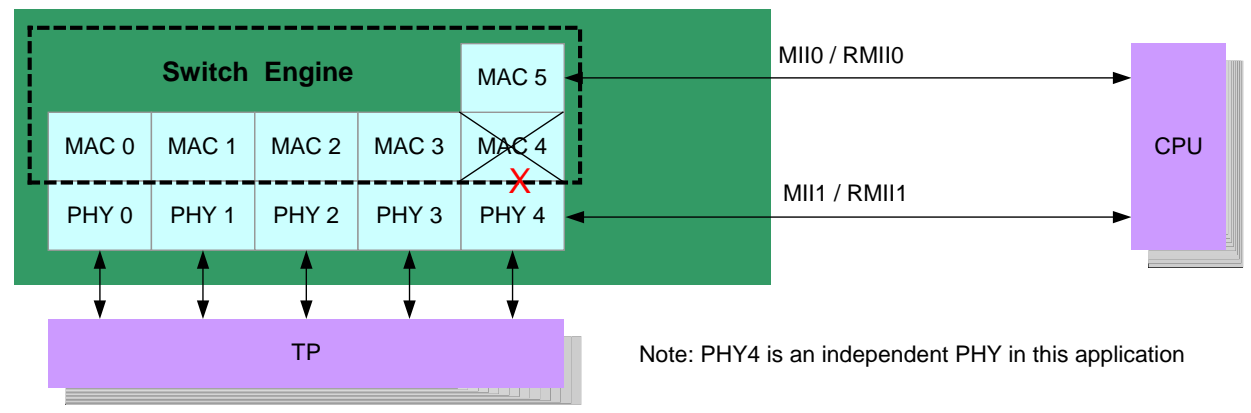 MII0 / RMII0
Switch Engine
MAC 5
MAC 0
MAC 1
MAC 2
MAC 3
MAC 4
X
CPU
MII1 / RMII1
PHY 0
PHY 1
PHY 2
PHY 3
PHY 4
TP
Note: PHY4 is an independent PHY in this application